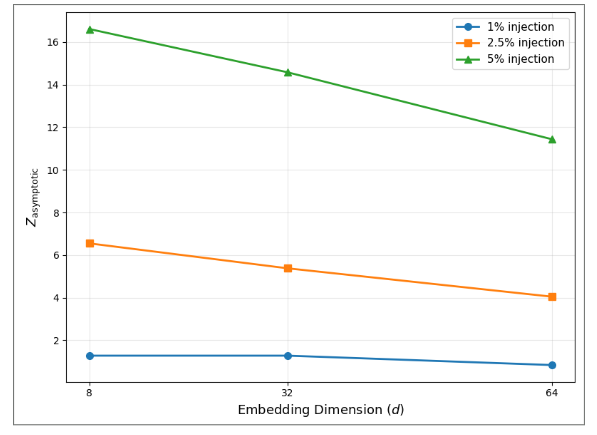 1% injection
2.5% injection
5% injection
16
14
12
10
8
6
4
2
Z_asymptotic
8 32 64
Embedding Dimension (d)